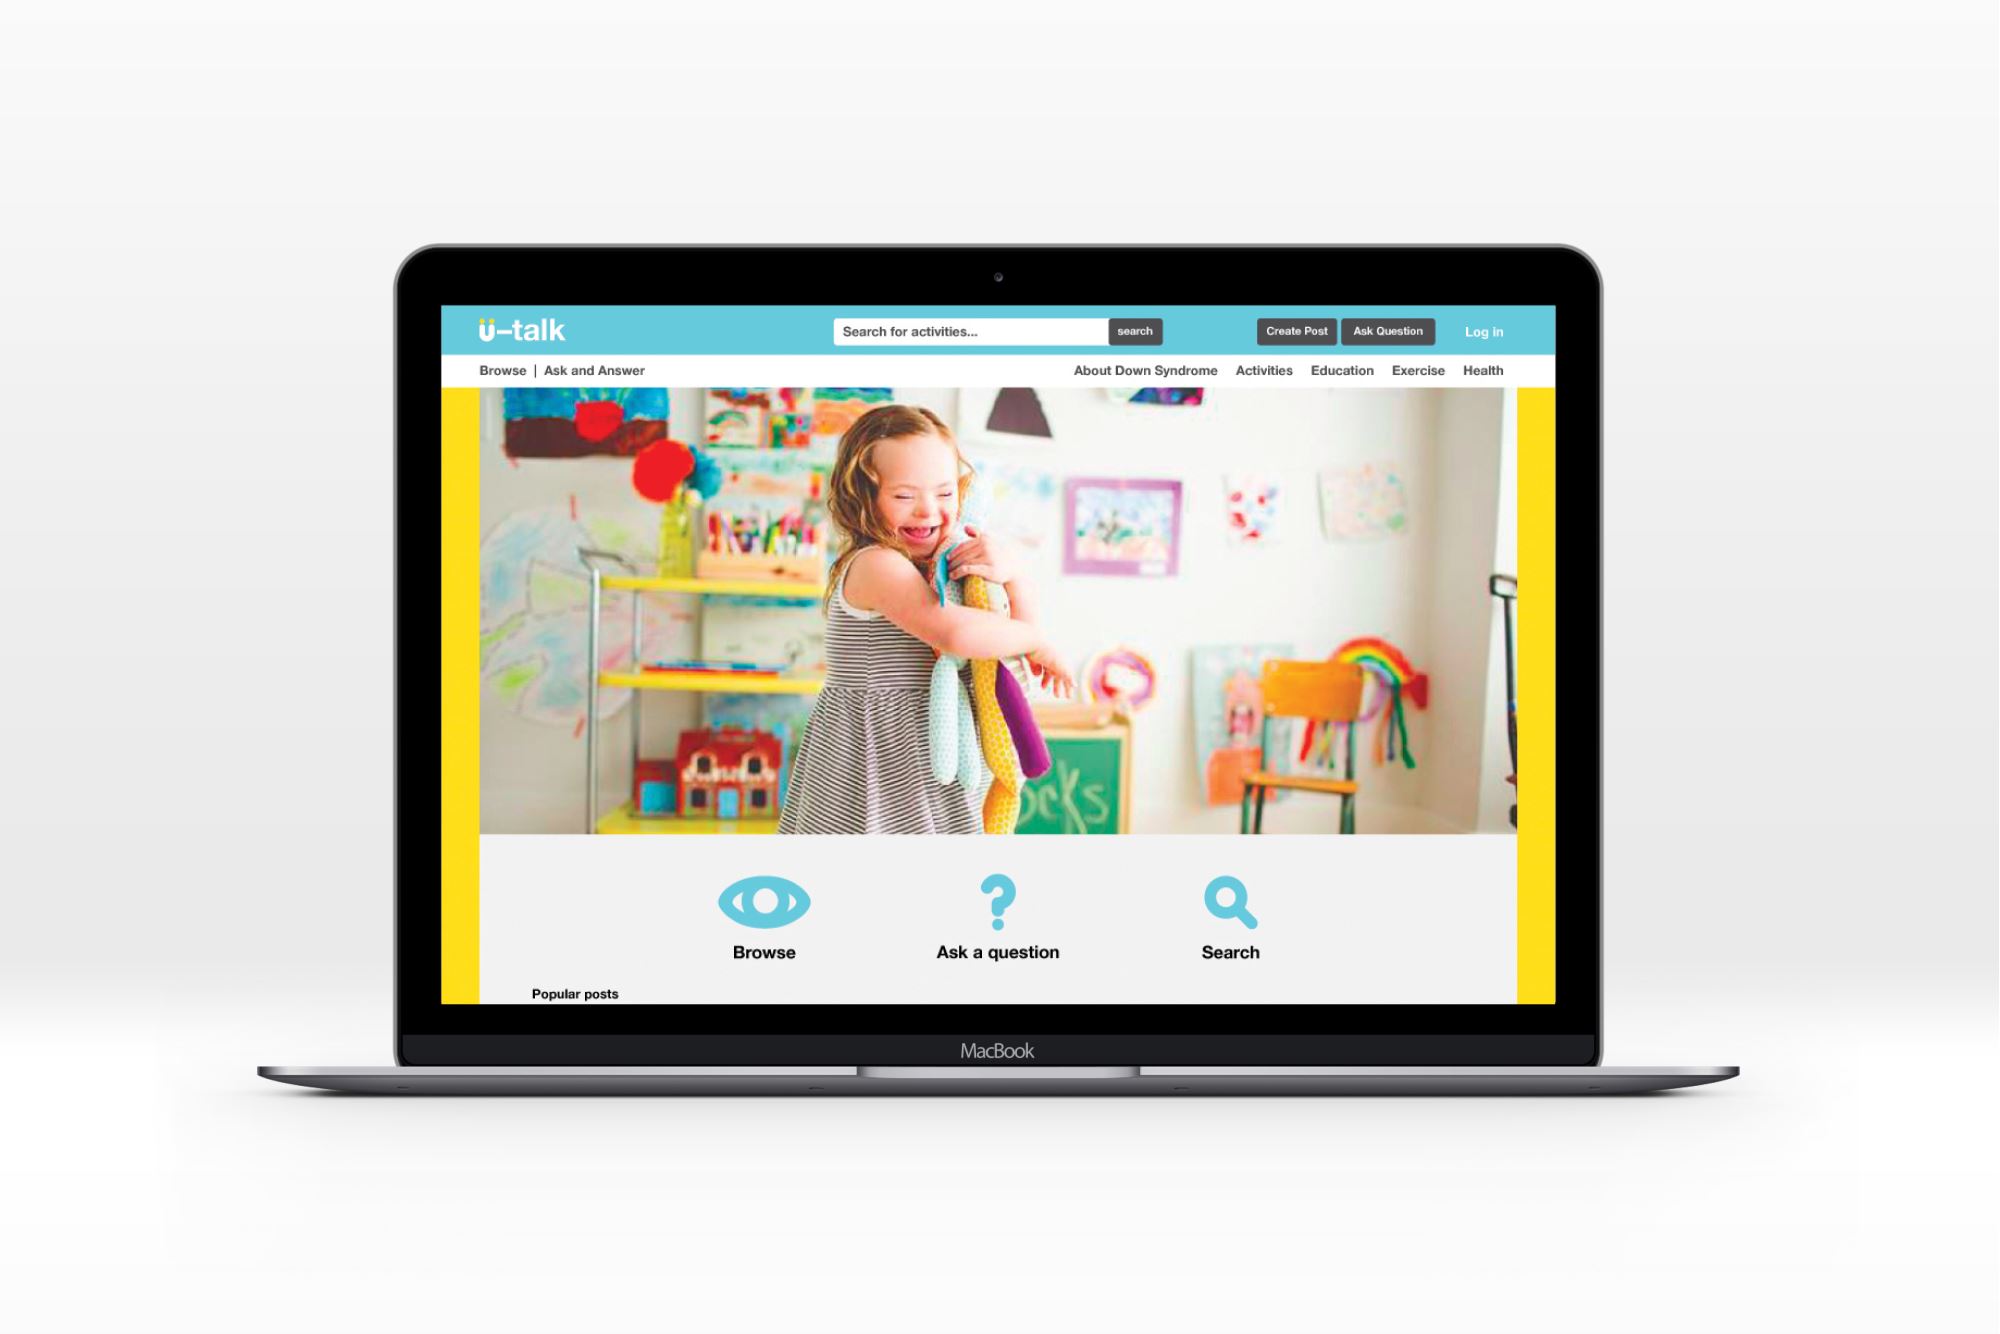 ü-talk
Search for activities...
search
Create Post
Ask Question
Log in
Browse | Ask and Answer
About Down Syndrome
Activities
Education
Exercise
Health
ocks
Browse
Ask a question
Search
Popular posts
MacBook